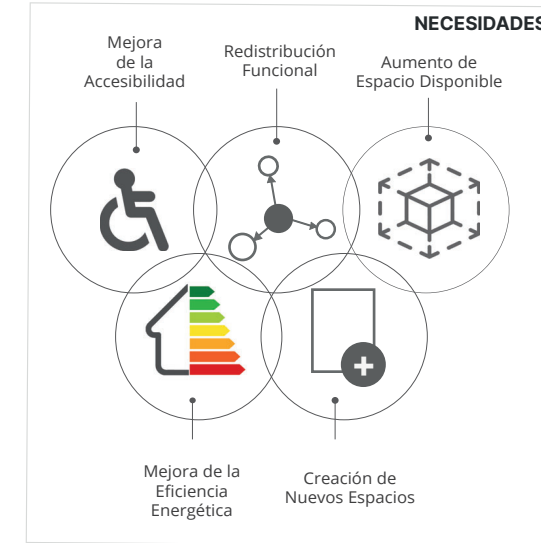 NECESIDADES
Mejora
de la
Accesibilidad
Redistribución
Funcional
Aumento de
Espacio Disponible
Mejora de la
Eficiencia
Energética
Creación de
Nuevos Espacios